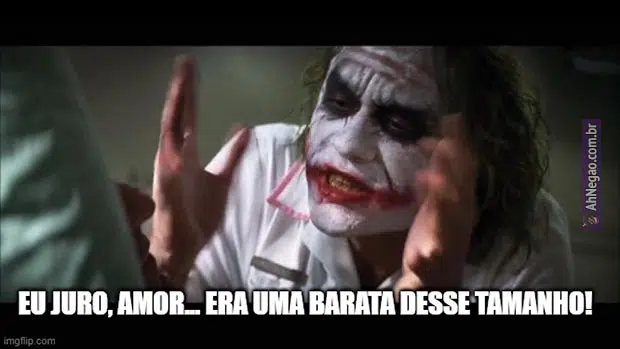 AhNegao.com.br
EU JURO, AMOR... ERA UMA BARATA DESSE TAMANHO!
imgflip.com